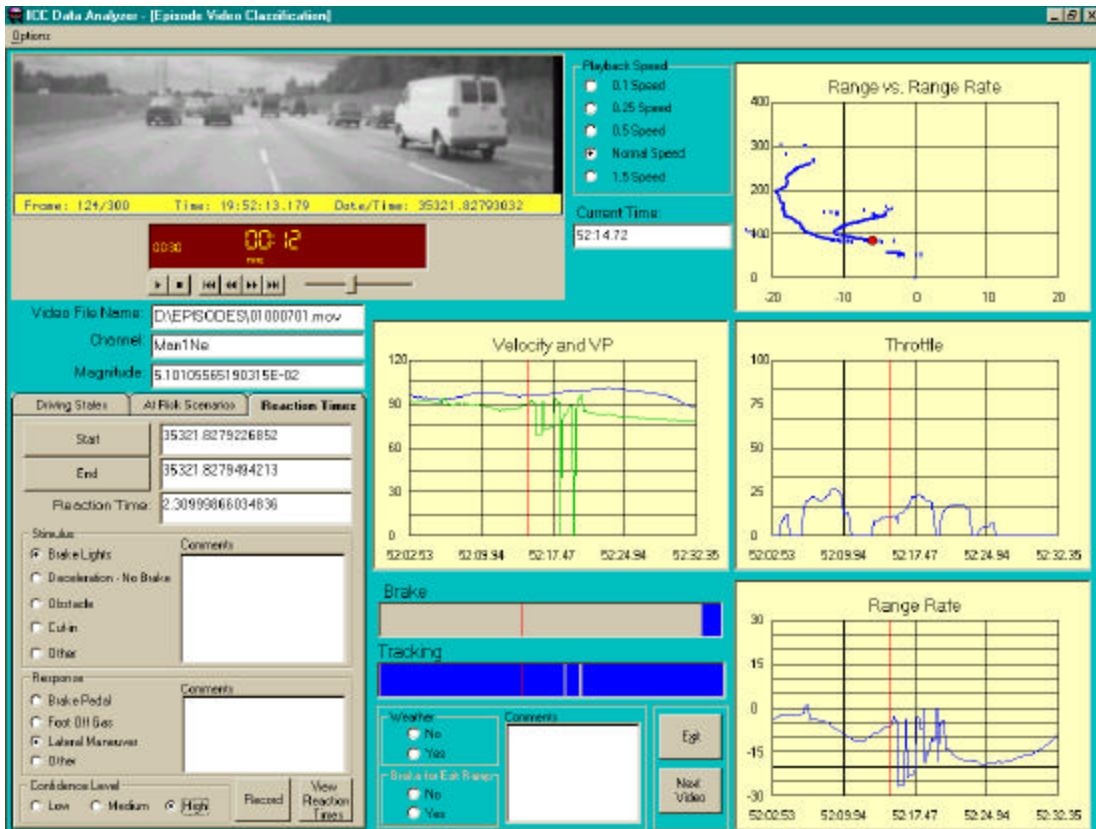 ICC Data Analyzer - [Epizode Video Classification]
Options
Frame: 124/300 Time: 19:52:13.179 Date/Time: 35321.82793032
00:30
00:12
Video File Name: D:\EPISODES\01000701.mov
Channel: Man1Ne
Magnitude: 5.10105565190315E-02
Playback Speed
0.1 Speed
0.25 Speed
0.5 Speed
Normal Speed
1.5 Speed
Current Time:
52:14.72
Range vs. Range Rate
400
300
200
100
0
-20 -10 0 10 20
Driving States At Risk Scenarios Reaction Times
Start 35321.8279226852
End 35321.8279494213
Reaction Time: 2.30999866034836
Stimulus
Comments
Brake Lights
Deceleration - No Brake
Obstacle
Cut-in
Other
Response
Comments
Brake Pedal
Foot Off Gas
Lateral Maneuver
Other
Confidence Level
Low Medium High
Record
View Reaction Times
Velocity and VP
120
90
60
30
0
52:02.53 52:09.94 52:17.47 52:24.94 52:32.35
Brake
Tracking
Weather
No
Yes
Brake for Exit Ramp
No
Yes
Comments
Exit
Next Video
Throttle
100
75
50
25
0
52:02.53 52:09.94 52:17.47 52:24.94 52:32.35
Range Rate
30
15
0
-15
-30
52:02.53 52:09.94 52:17.47 52:24.94 52:32.35